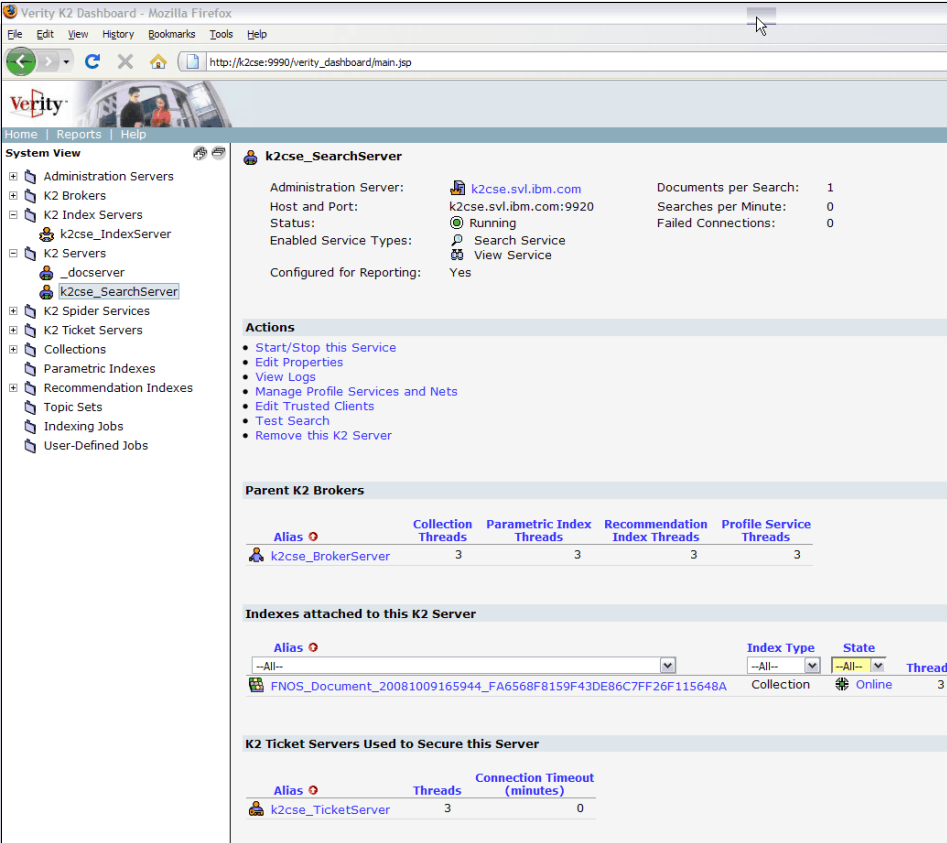 Verity K2 Dashboard - Mozilla Firefox
File Edit View History Bookmarks Tools Help
http://k2cse:9990/verity_dashboard/main.jsp
Verity
Home | Reports | Help
System View
Administration Servers
K2 Brokers
K2 Index Servers
k2cse_IndexServer
K2 Servers
_docserver
k2cse_SearchServer
K2 Spider Services
K2 Ticket Servers
Collections
Parametric Indexes
Recommendation Indexes
Topic Sets
Indexing Jobs
User-Defined Jobs
k2cse_SearchServer
Administration Server: k2cse.svl.ibm.com Documents per Search: 1
Host and Port: k2cse.svl.ibm.com:9920 Searches per Minute: 0
Status: Running Failed Connections: 0
Enabled Service Types: Search Service
View Service
Configured for Reporting: Yes
Actions
Start/Stop this Service
Edit Properties
View Logs
Manage Profile Services and Nets
Edit Trusted Clients
Test Search
Remove this K2 Server
Parent K2 Brokers
Collection Parametric Index Recommendation Profile Service
Alias Threads Threads Index Threads Threads
k2cse_BrokerServer 3 3 3 3
Indexes attached to this K2 Server
Alias Index Type State
--All-- --All-- --All-- Thread
FNOS_Document_20081009165944_FA6568F8159F43DE86C7FF26F115648A Collection Online 3
K2 Ticket Servers Used to Secure this Server
Connection Timeout
Alias Threads (minutes)
k2cse_TicketServer 3 0